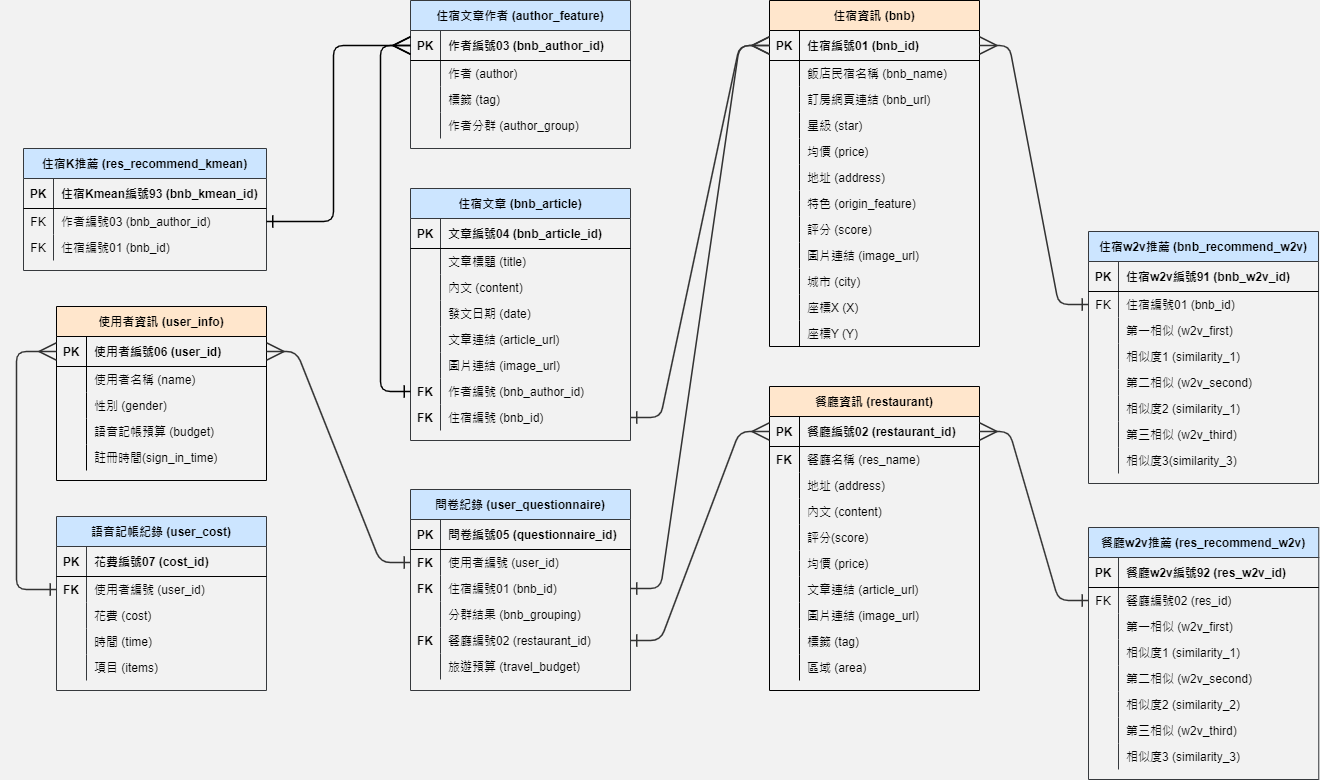 住宿文章作者 (author_feature)
PK 作者編號03 (bnb_author_id)
作者 (author)
標籤 (tag)
作者分群 (author_group)
住宿資訊 (bnb)
PK 住宿編號01 (bnb_id)
飯店民宿名稱 (bnb_name)
訂房網頁連結 (bnb_url)
星級 (star)
均價 (price)
地址 (address)
特色 (origin_feature)
評分 (score)
圖片連結 (image_url)
城市 (city)
座標X (X)
座標Y (Y)
住宿K推薦 (res_recommend_kmean)
PK 住宿Kmean編號93 (bnb_kmean_id)
FK 作者編號03 (bnb_author_id)
FK 住宿編號01 (bnb_id)
住宿文章 (bnb_article)
PK 文章編號04 (bnb_article_id)
文章標題 (title)
內文 (content)
發文日期 (date)
文章連結 (article_url)
圖片連結 (image_url)
FK 作者編號 (bnb_author_id)
FK 住宿編號 (bnb_id)
住宿w2v推薦 (bnb_recommend_w2v)
PK 住宿w2v編號91 (bnb_w2v_id)
FK 住宿編號01 (bnb_id)
第一相似 (w2v_first)
相似度1 (similarity_1)
第二相似 (w2v_second)
相似度2 (similarity_1)
第三相似 (w2v_third)
相似度3(similarity_3)
使用者資訊 (user_info)
PK 使用者編號06 (user_id)
使用者名稱 (name)
性別 (gender)
語音記帳預算 (budget)
註冊時間(sign_in_time)
餐廳資訊 (restaurant)
PK 餐廳編號02 (restaurant_id)
FK 餐廳名稱 (res_name)
地址 (address)
內文 (content)
評分(score)
均價 (price)
文章連結 (article_url)
圖片連結 (image_url)
標籤 (tag)
區域 (area)
問卷紀錄 (user_questionnaire)
PK 問卷編號05 (questionnaire_id)
FK 使用者編號 (user_id)
FK 住宿編號01 (bnb_id)
分群結果 (bnb_grouping)
FK 餐廳編號02 (restaurant_id)
旅遊預算 (travel_budget)
語音記帳紀錄 (user_cost)
PK 花費編號07 (cost_id)
FK 使用者編號 (user_id)
花費 (cost)
時間 (time)
項目 (items)
餐廳w2v推薦 (res_recommend_w2v)
PK 餐廳w2v編號92 (res_w2v_id)
FK 餐廳編號02 (res_id)
第一相似 (w2v_first)
相似度1 (similarity_1)
第二相似 (w2v_second)
相似度2 (similarity_2)
第三相似 (w2v_third)
相似度3 (similarity_3)